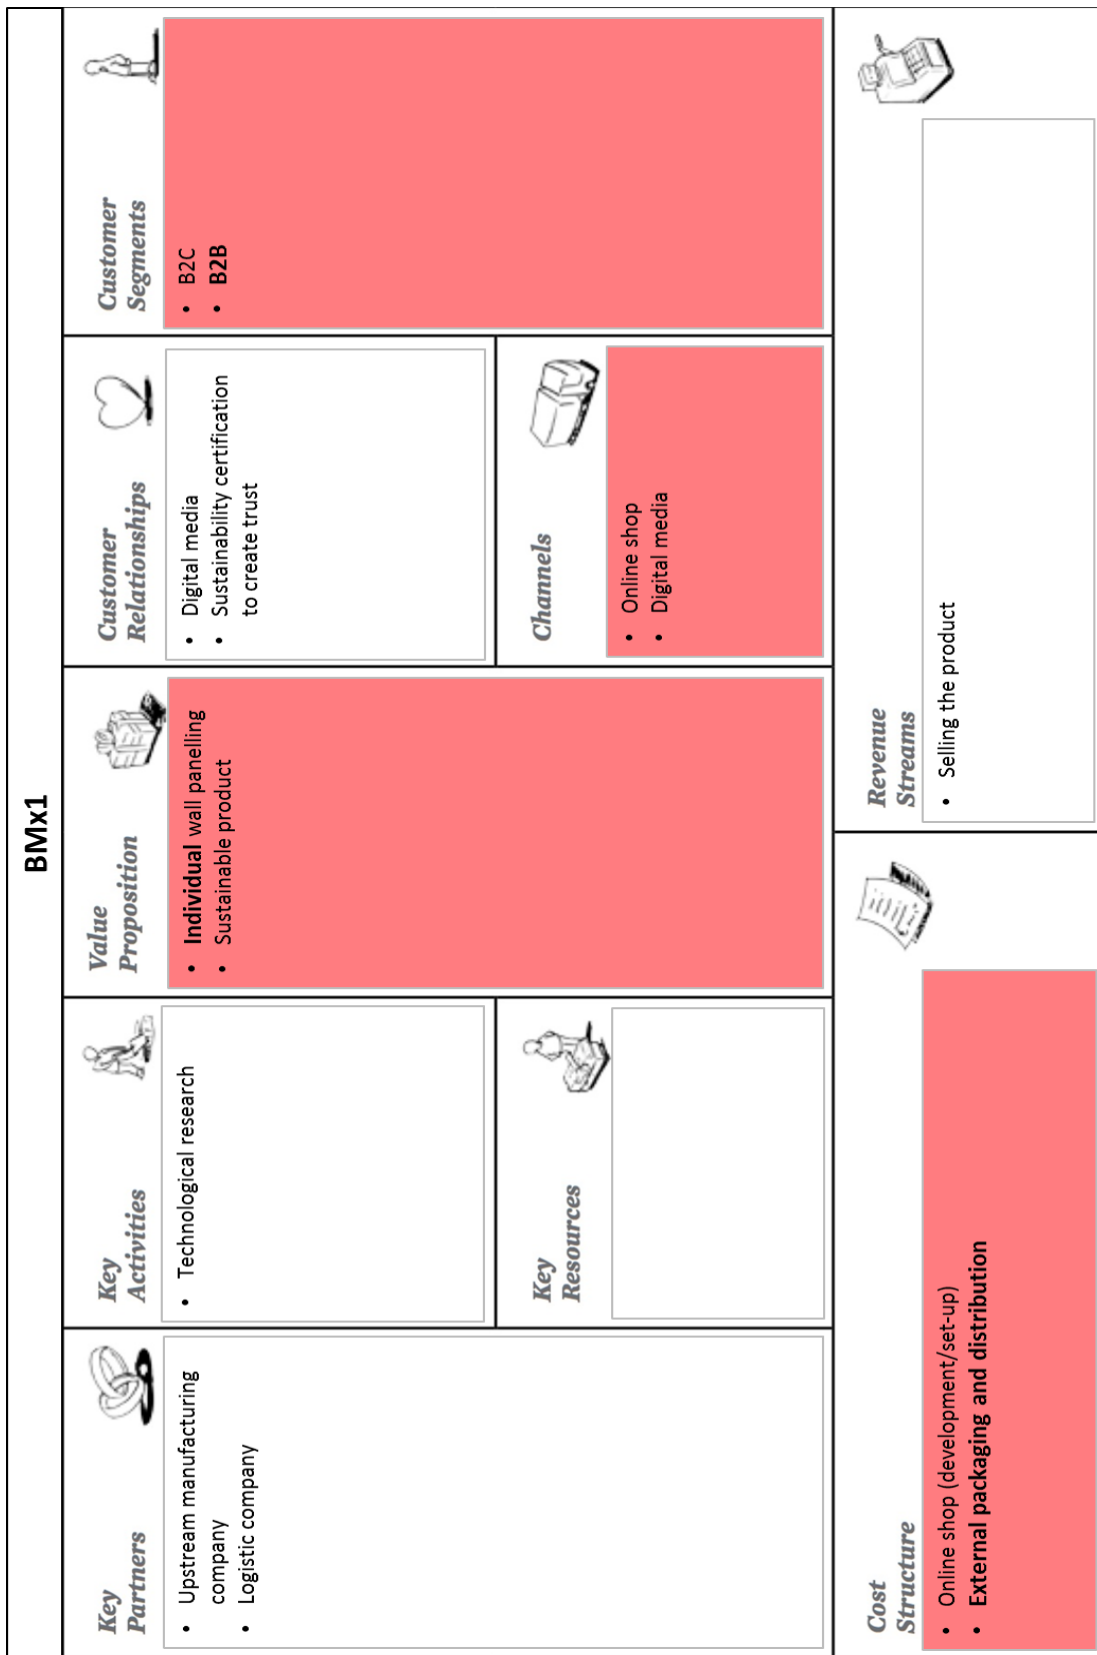 BMx1
Key
Partners
• Upstream manufacturing
company
• Logistic company
Key
Activities
• Technological research
Key
Resources
Value
Proposition
• Individual wall panelling
• Sustainable product
Customer
Relationships
• Digital media
• Sustainability certification
to create trust
Channels
• Online shop
• Digital media
Customer
Segments
• B2C
• B2B
Cost
Structure
• Online shop (development/set-up)
• External packaging and distribution
Revenue
Streams
• Selling the product